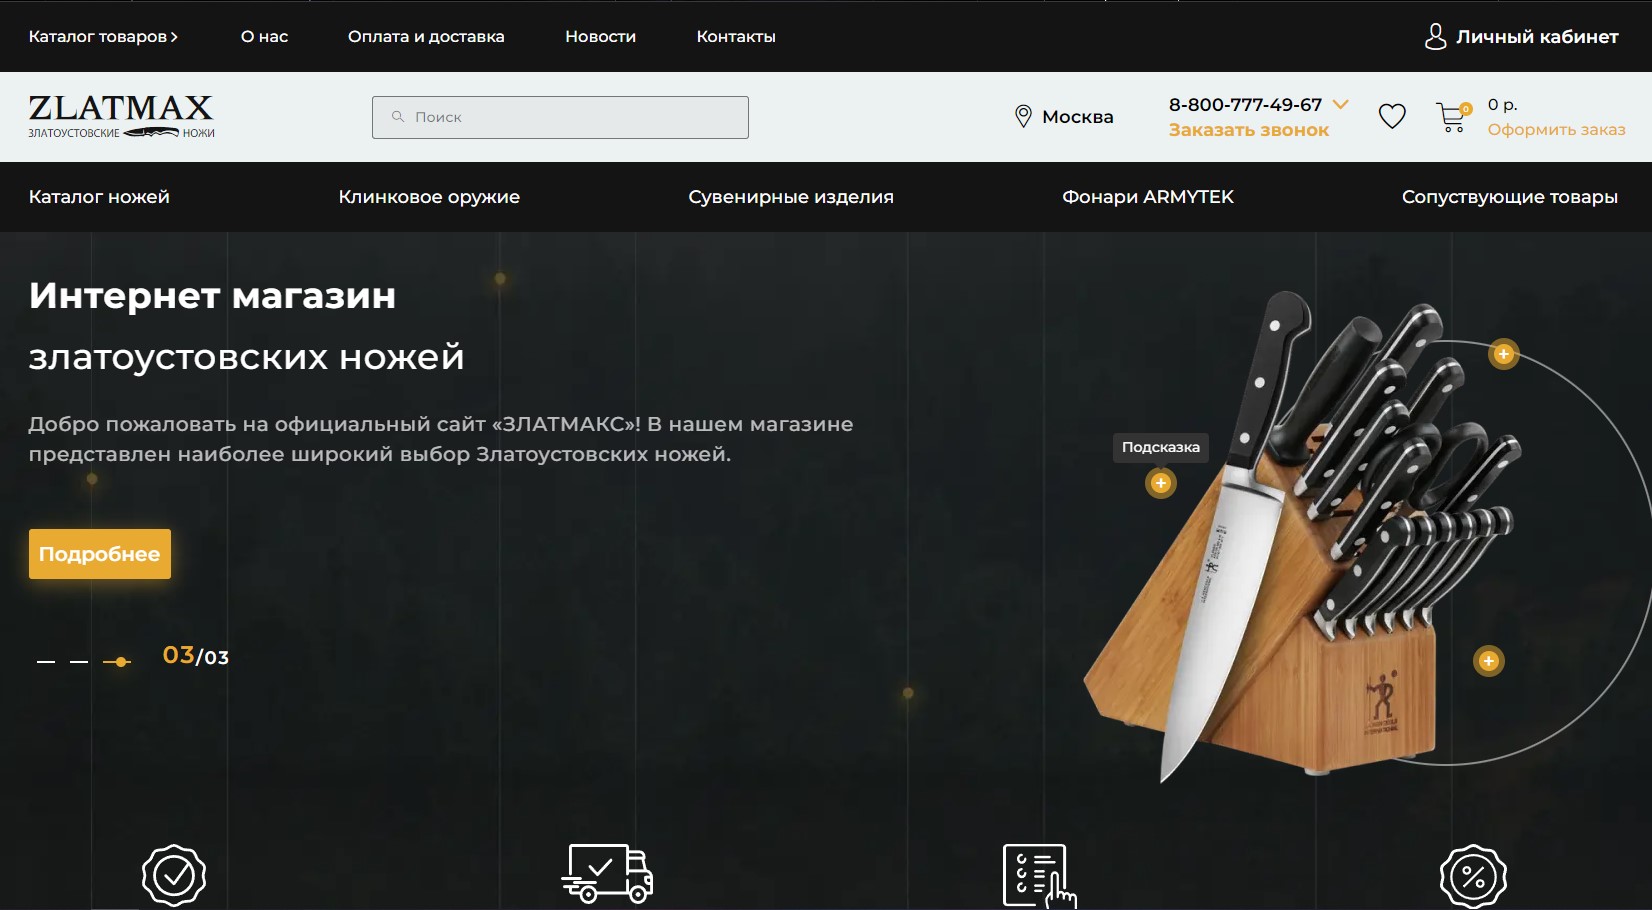 Каталог товаров
О нас
Оплата и доставка
Новости
Контакты
Личный кабинет
ZLATMAX
ЗЛАТОУСТОВСКИЕ НОЖИ
Поиск
Москва
8-800-777-49-67
Заказать звонок
0
0 р.
Оформить заказ
Каталог ножей
Клинковое оружие
Сувенирные изделия
Фонари ARMYTEK
Сопуствующие товары
Интернет магазин
златоустовских ножей
Добро пожаловать на официальный сайт «ЗЛАТМАКС»! В нашем магазине
представлен наиболее широкий выбор Златоустовских ножей.
Подсказка
Подробнее
03/03